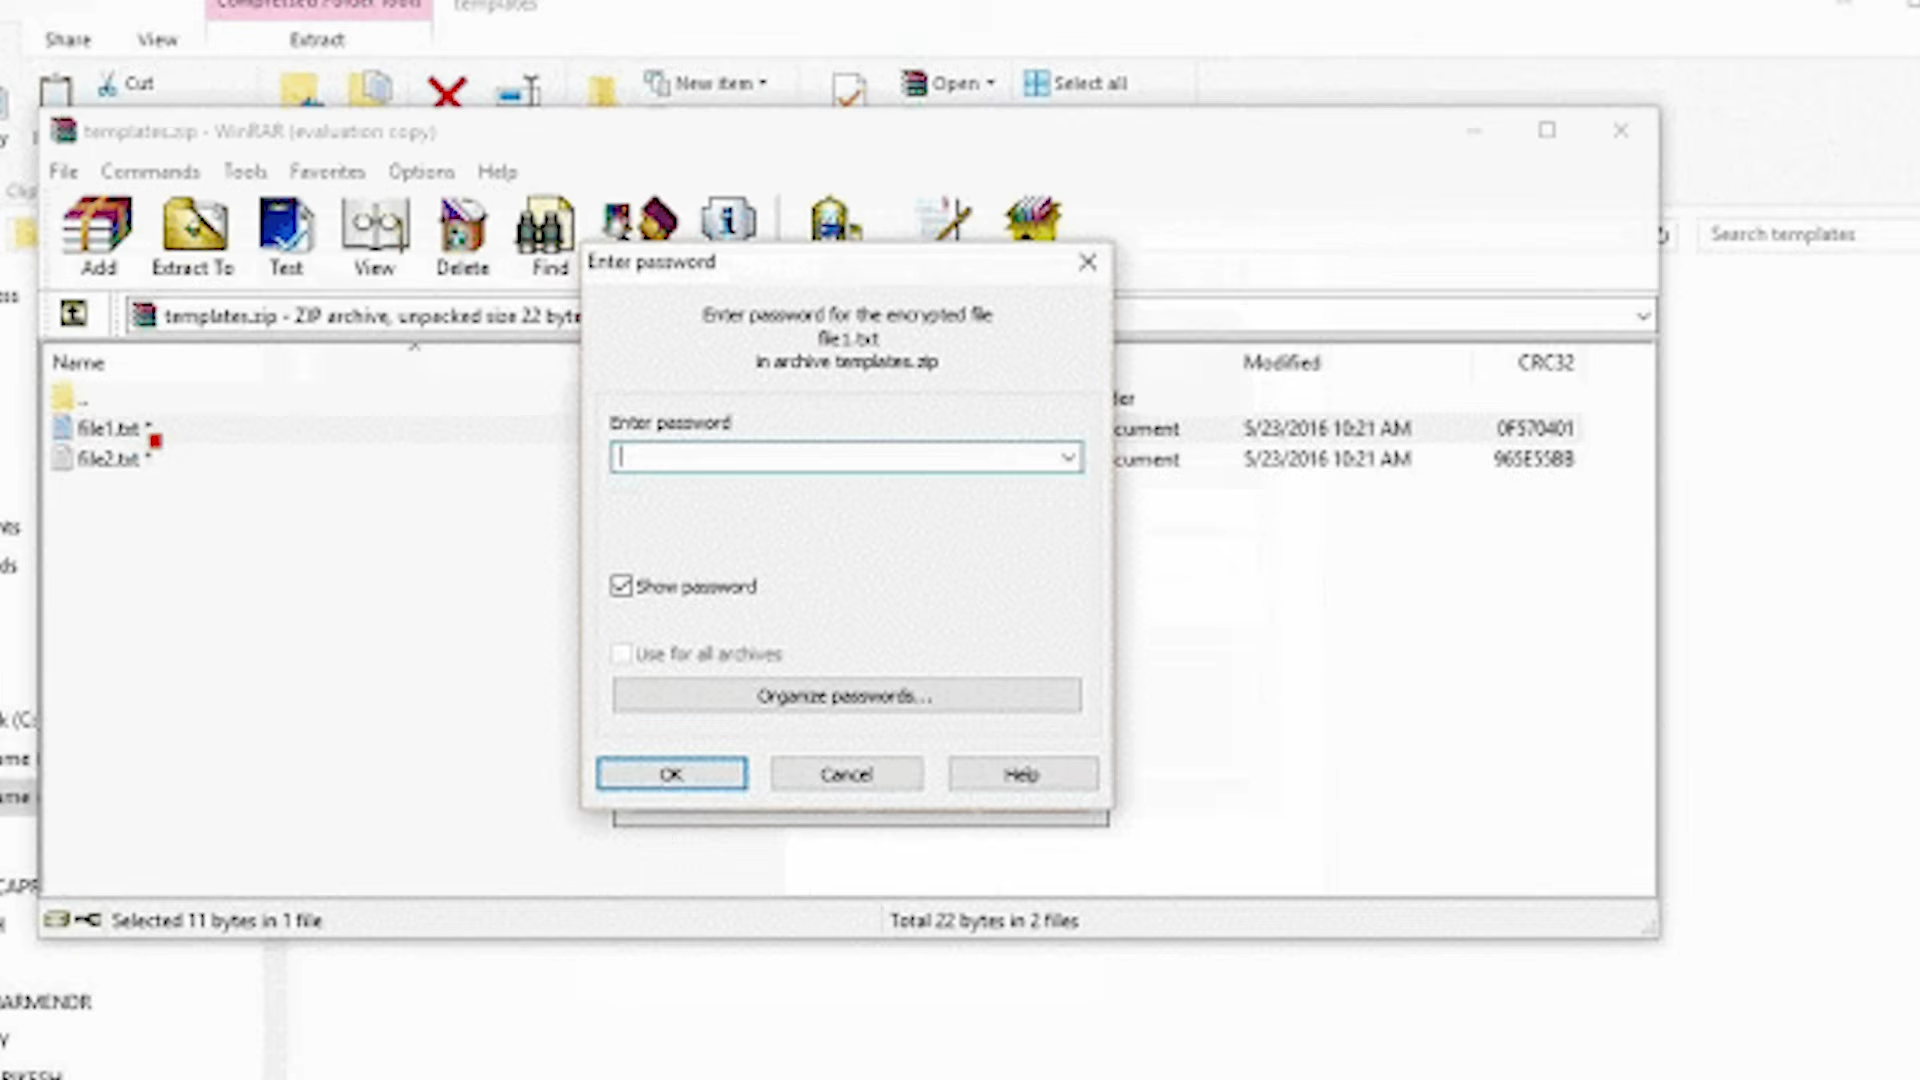 Compressed Folder Tools templates
Share View Extract
Cut New item Open Select all
templates.zip - WinRAR (evaluation copy)
File Commands Tools Favorites Options Help
Add Extract To Test View Delete Find
Search templates
templates.zip - ZIP archive, unpacked size 22 byte
Name Modified CRC32
..
file1.txt * cument 5/23/2016 10:21 AM 0F570401
file2.txt * cument 5/23/2016 10:21 AM 965E55BB
Enter password
Enter password for the encrypted file
file1.txt
in archive templates.zip
Enter password
Show password
Use for all archives
Organize passwords...
OK Cancel Help
Selected 11 bytes in 1 file Total 22 bytes in 2 files